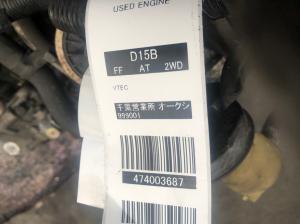 USED ENGINE
D15B
FF AT 2WD
VTEC
千葉営業所 オークシ
999001
474003687